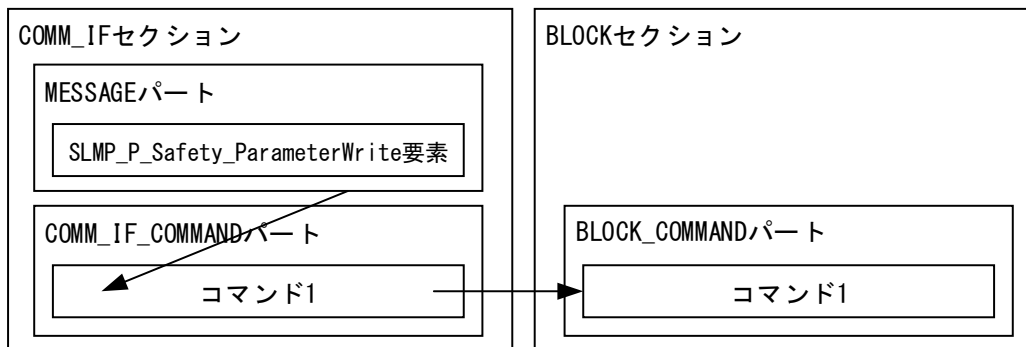 COMM_IFセクション
MESSAGEパート
SLMP_P_Safety_ParameterWrite要素
COMM_IF_COMMANDパート
コマンド1
BLOCKセクション
BLOCK_COMMANDパート
コマンド1